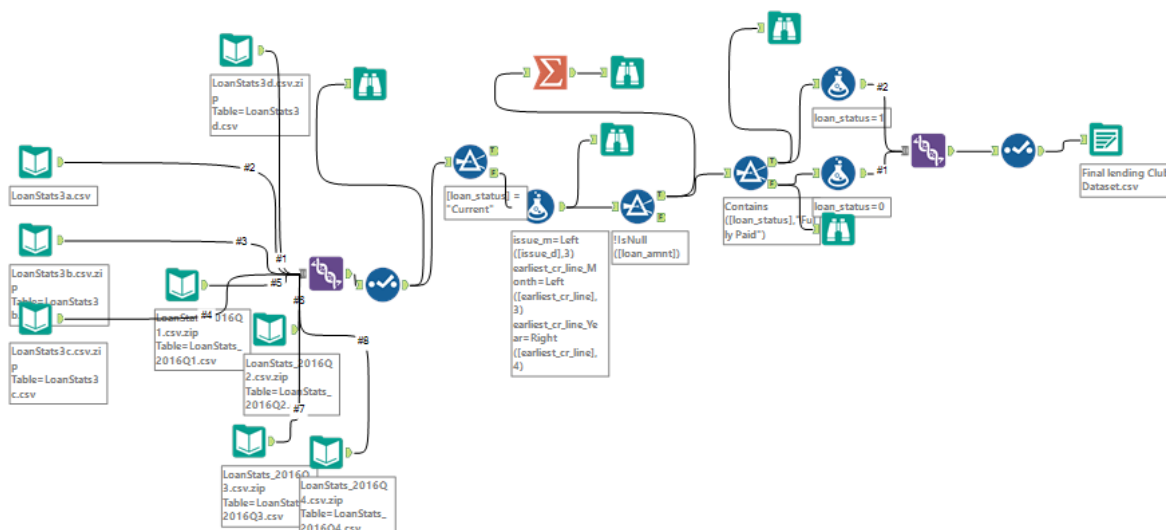 LoanStats3d.csv.zi
p
Table=LoanStats3
d.csv
#2
LoanStats3a.csv
#3
#1
LoanStats3b.csv.zi
p
Table=LoanStats3
b.
#5
#4
#6
LoanStats3c.csv.zi
p
Table=LoanStats3
c.csv
2016Q
1.csv.zip
Table=LoanStats_
2016Q1.csv
#8
LoanStats_2016Q
2.csv.zip
Table=LoanStats_
2016Q2.
#7
LoanStats_2016Q
3.csv.zip
Table=
2016Q3.csv
LoanStats_2016Q
4.csv.zip
Table=LoanStats_
2016Q4.csv
T
F
[loan_status] =
"Current"
issue_m=Left
([issue_d],3)
earliest_cr_line_M
onth=Left
([earliest_cr_line],
3)
earliest_cr_line_Ye
ar=Right
([earliest_cr_line],
4)
T
F
!IsNull
([loan_amnt])
T
F
Contains
([loan_status],"Ful
ly Paid")
#2
loan_status=1
#1
loan_status=0
Final lending Club
Dataset.csv